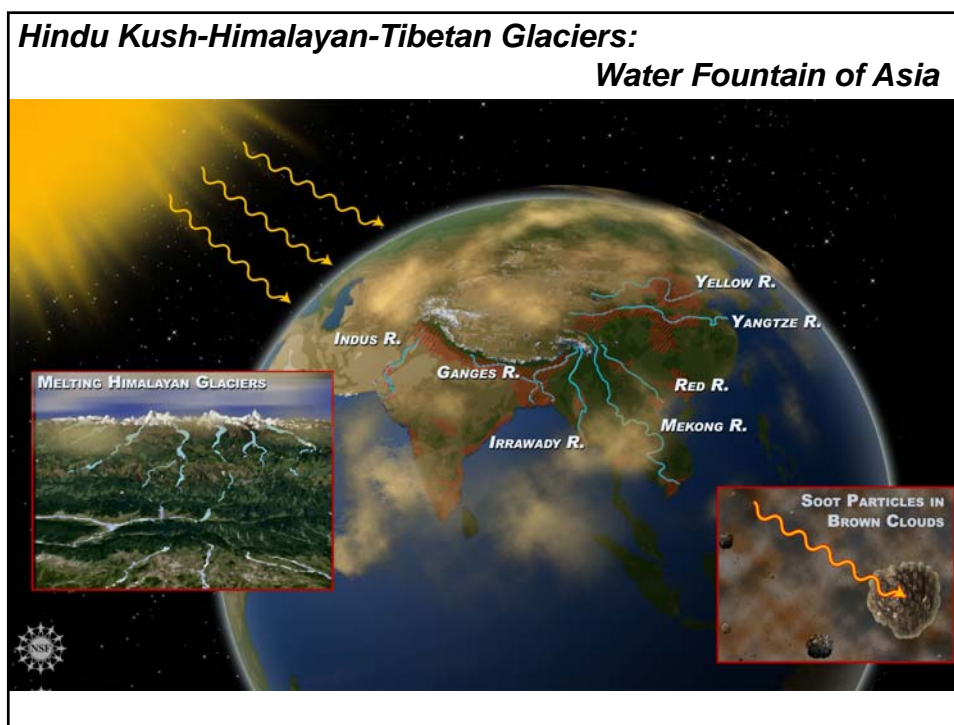 Hindu Kush-Himalayan-Tibetan Glaciers:
Water Fountain of Asia
YELLOW R.
YANGTZE R.
INDUS R.
GANGES R.
RED R.
MELTING HIMALAYAN GLACIERS
MEKONG R.
IRRAWADY R.
SOOT PARTICLES IN
BROWN CLOUDS
NSF